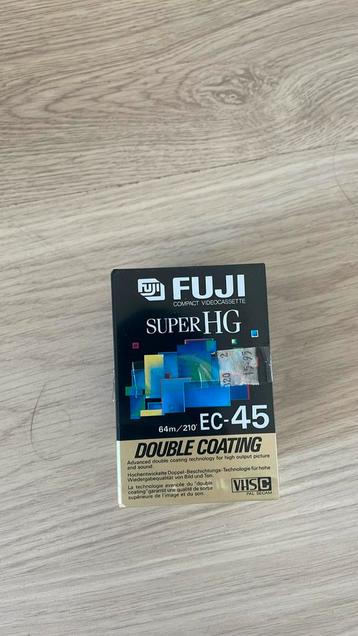 FUJI
FUJI
COMPACT VIDEOCASSETTE
SUPER HG
64m/210' EC-45
DOUBLE COATING
Advanced double coating technology for high output picture
and sound.
Hochentwickelte Doppel-Beschichtungs-Technologie für hohe
Wiedergabequalität von Bild und Ton.
La technologie avancée du "double
coating" garantit une qualité de sortie
supérieure de l'image et du son.
VHS C
PAL SECAM